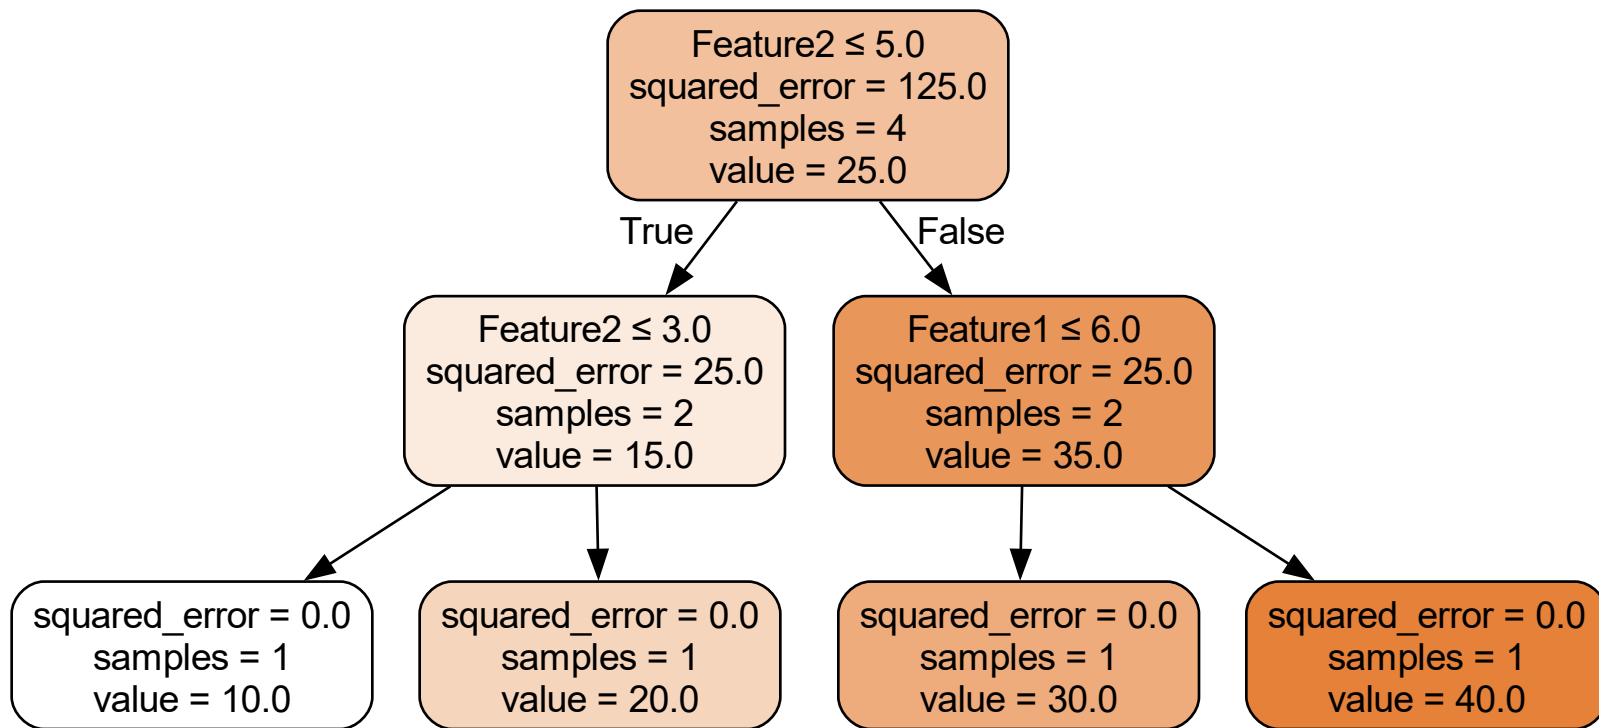 Feature2 ≤ 5.0
squared_error = 125.0
samples = 4
value = 25.0
True
False
Feature2 ≤ 3.0
squared_error = 25.0
samples = 2
value = 15.0
Feature1 ≤ 6.0
squared_error = 25.0
samples = 2
value = 35.0
squared_error = 0.0
samples = 1
value = 10.0
squared_error = 0.0
samples = 1
value = 20.0
squared_error = 0.0
samples = 1
value = 30.0
squared_error = 0.0
samples = 1
value = 40.0